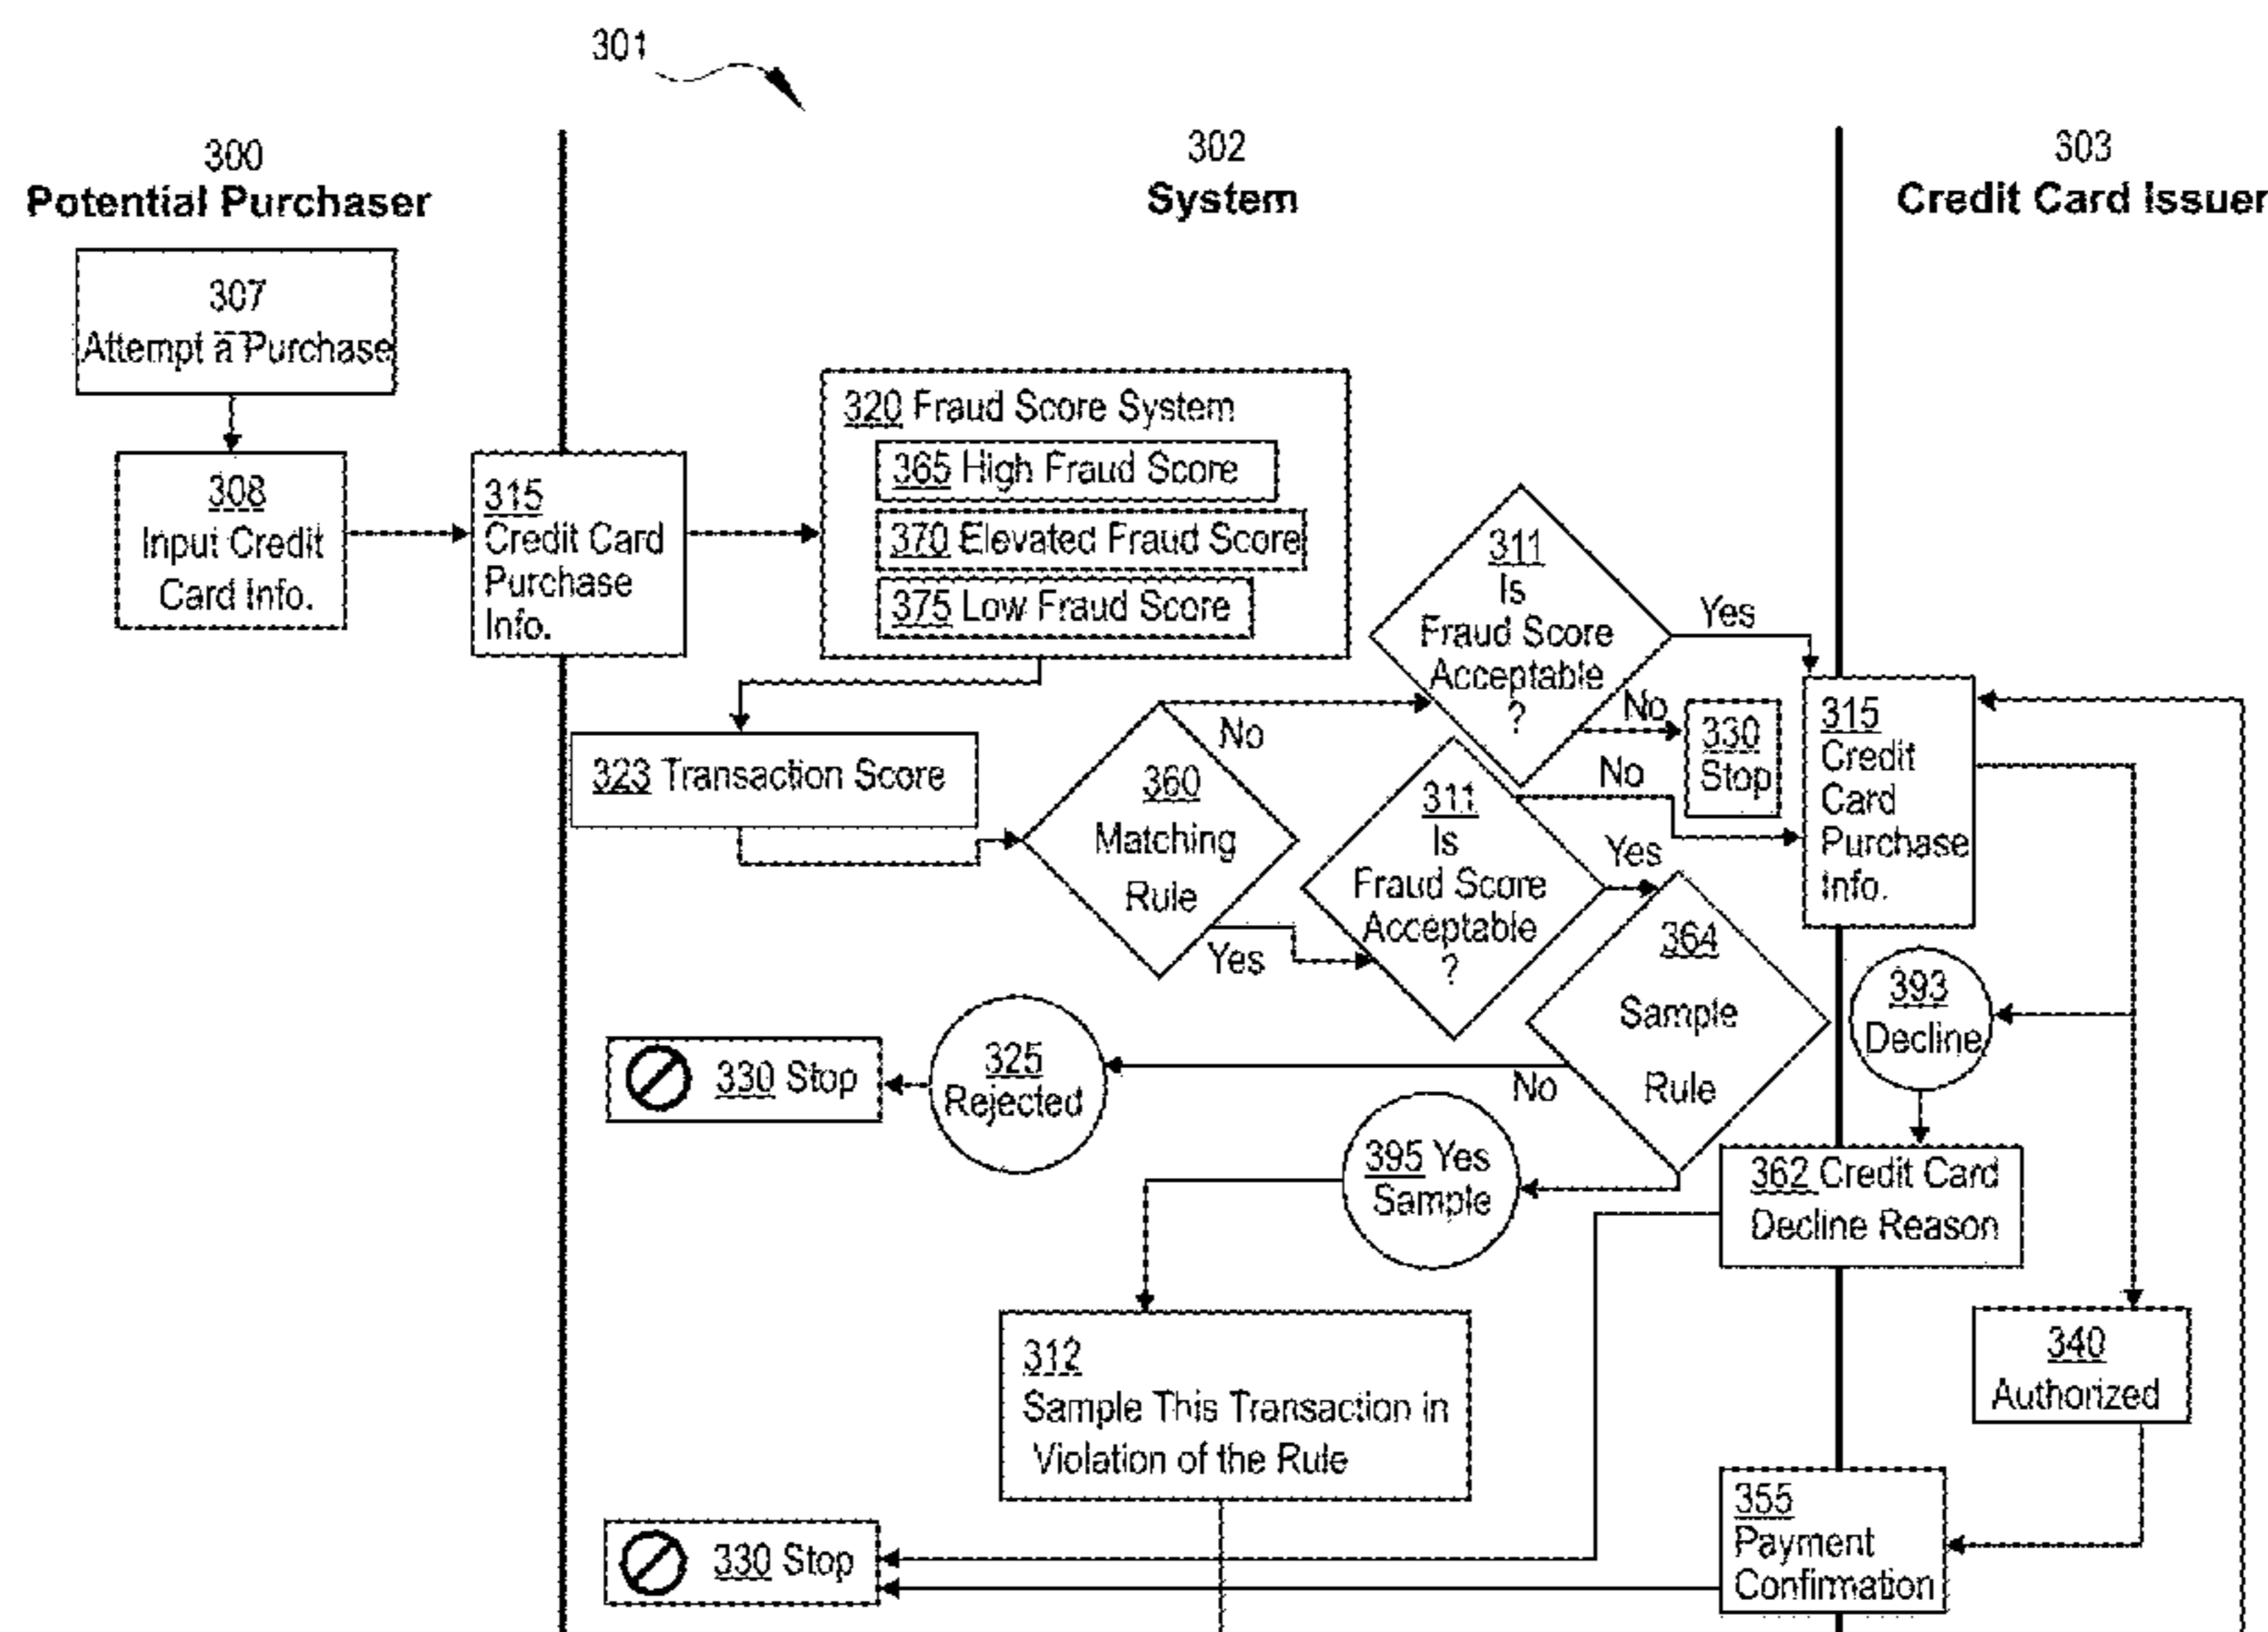 301
300
Potential Purchaser
302
System
303
Credit Card Issuer
307
Attempt a Purchase
308
Input Credit
Card Info.
315
Credit Card
Purchase
Info.
320 Fraud Score System
365 High Fraud Score
370 Elevated Fraud Score
375 Low Fraud Score
323 Transaction Score
360
Matching
Rule
No
Yes
311
Is
Fraud Score
Acceptable
?
Yes
No
330
Stop
311
Is
Fraud Score
Acceptable
?
No
Yes
315
Credit
Card
Purchase
Info.
364
Sample
Rule
No
325
Rejected
330 Stop
395 Yes
Sample
393
Decline
362 Credit Card
Decline Reason
312
Sample This Transaction in
Violation of the Rule
340
Authorized
355
Payment
Confirmation
330 Stop